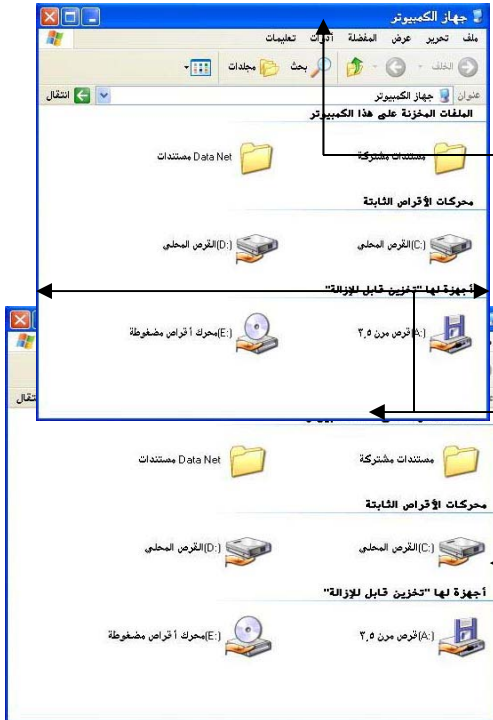 جهاز الكمبيوتر
ملف تحرير عرض المفضلة أدوات تعليمات
الخلف بحث مجلدات
عنوان جهاز الكمبيوتر انتقال
الملفات المخزنة على هذا الكمبيوتر
مستندات مشتركة مستندات Data Net
محركات الأقراص الثابتة
القرص المحلي(C:) القرص المحلي(D:)
أجهزة لها "تخزين قابل للإزالة"
قرص مرن ٣,٥(A:) محرك أقراص مضغوطة(E:)
مستندات مشتركة مستندات Data Net
محركات الأقراص الثابتة
القرص المحلي(C:) القرص المحلي(D:)
أجهزة لها "تخزين قابل للإزالة"
قرص مرن ٣,٥(A:) محرك أقراص مضغوطة(E:)